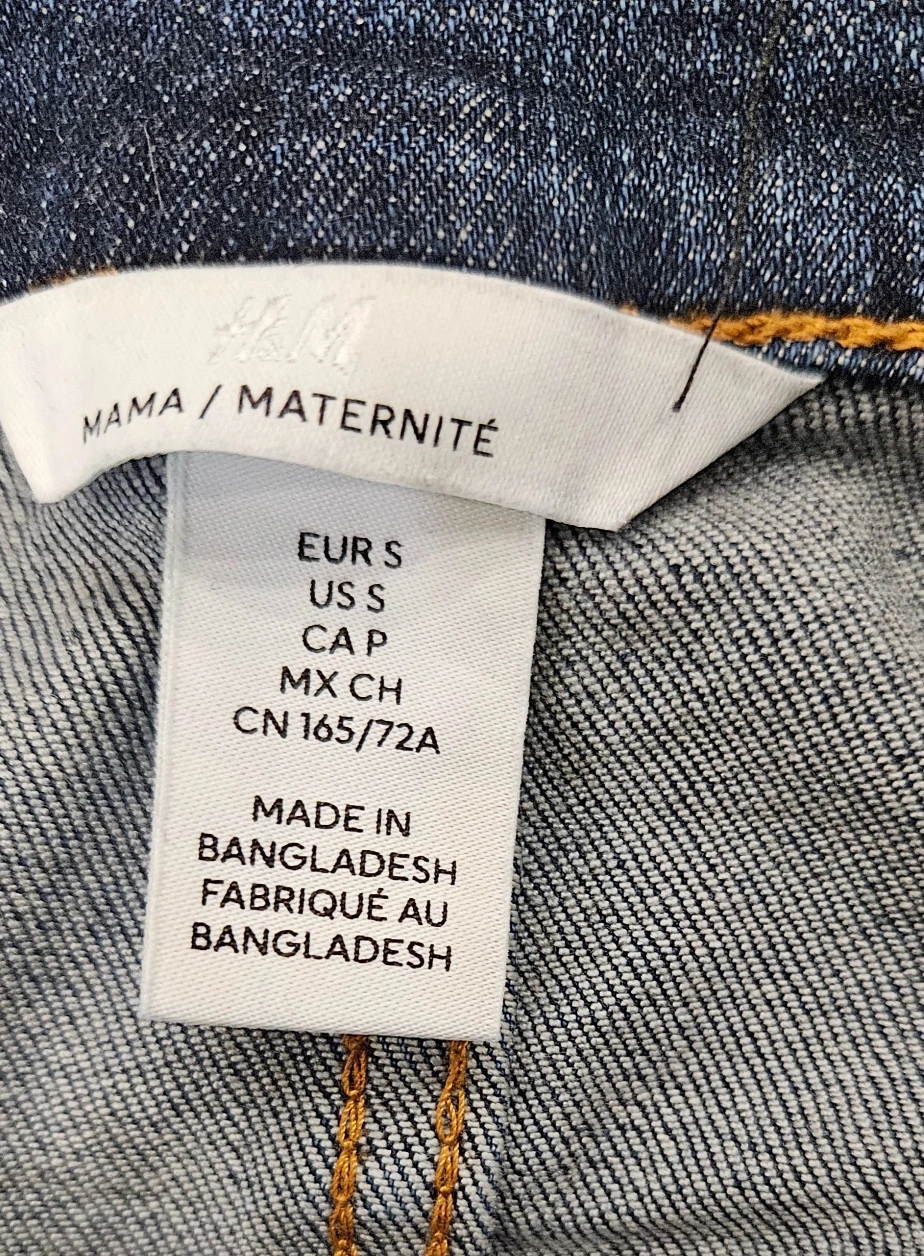 H&M
MAMA / MATERNITÉ
EUR S
US S
CA P
MX CH
CN 165/72A
MADE IN
BANGLADESH
FABRIQUÉ AU
BANGLADESH